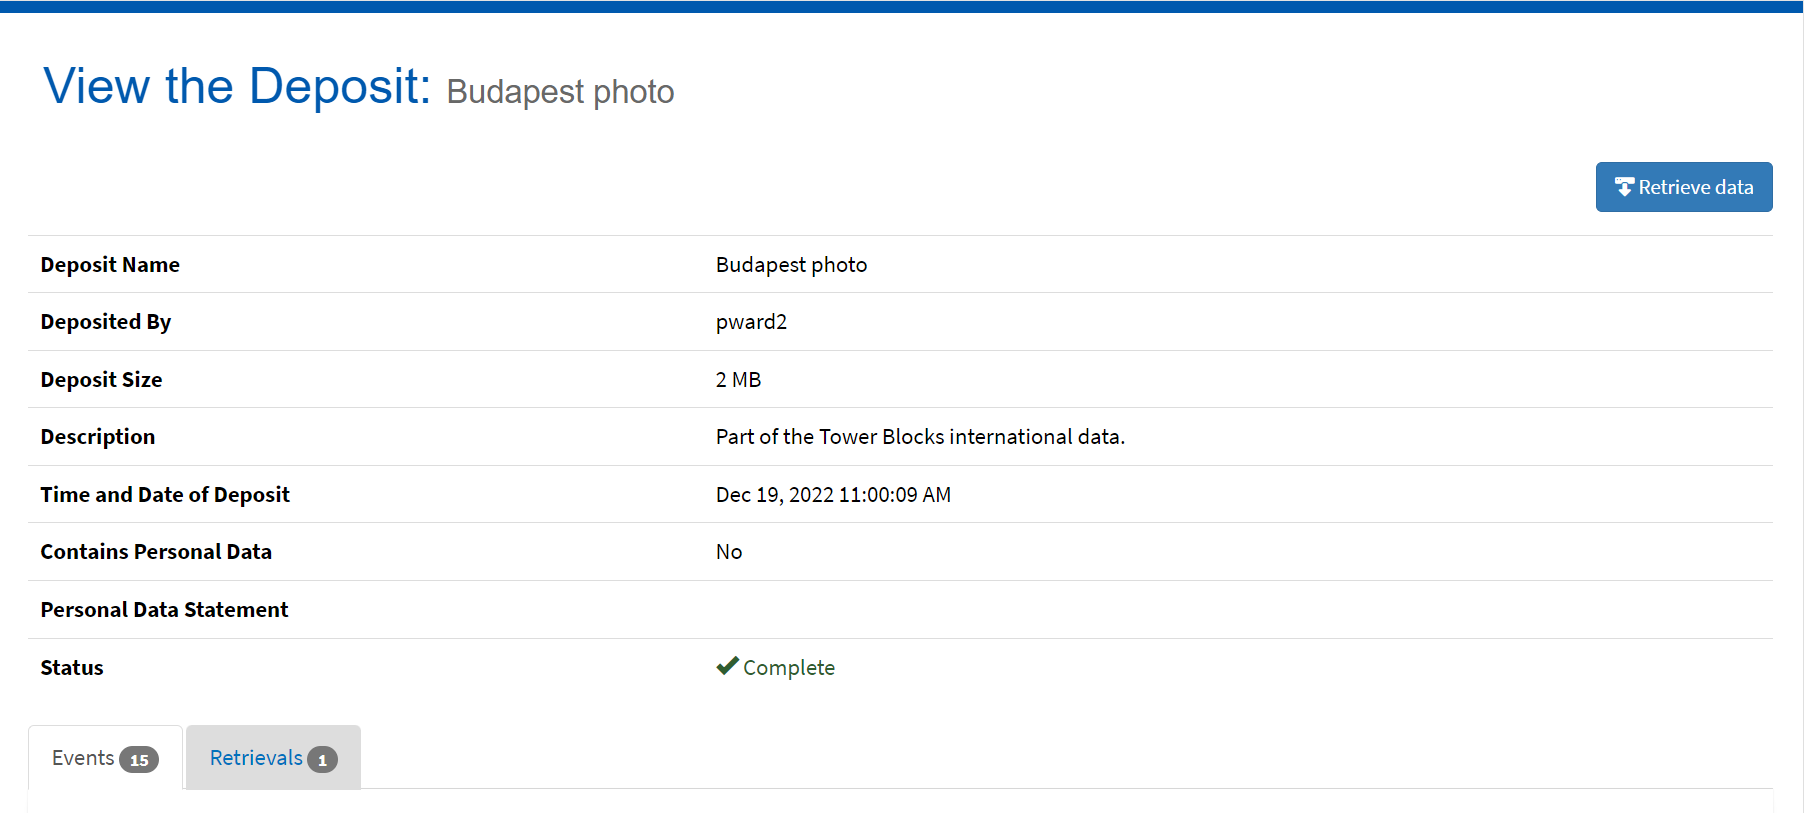 View the Deposit: Budapest photo
Retrieve data
Deposit Name Budapest photo
Deposited By pward2
Deposit Size 2 MB
Description Part of the Tower Blocks international data.
Time and Date of Deposit Dec 19, 2022 11:00:09 AM
Contains Personal Data No
Personal Data Statement
Status Complete
Events 15 Retrievals 1